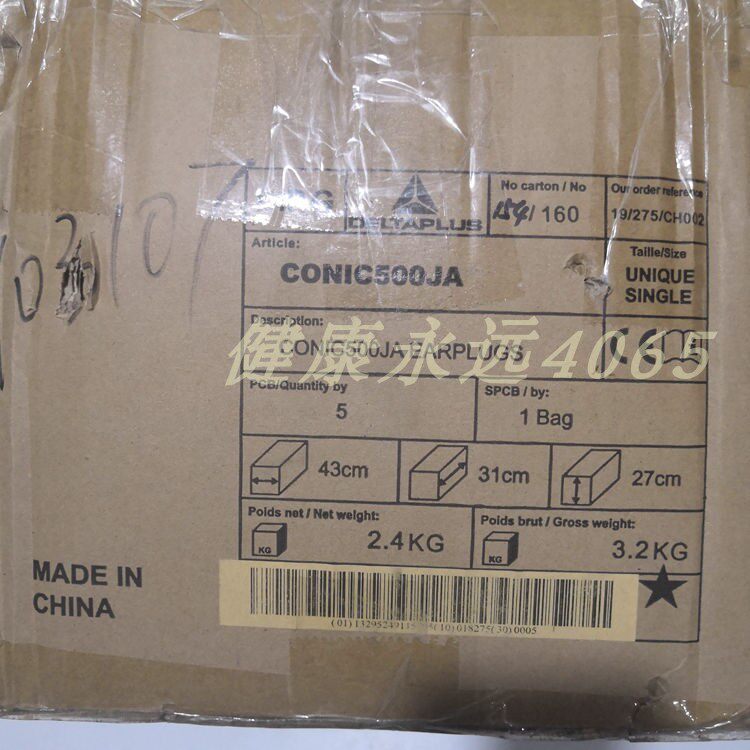 DELTAPLUS
No carton / No
154/ 160
Our order reference
19/275/CH002
Article:
CONIC500JA
Taille/Size
UNIQUE
SINGLE
Description:
CONIC500JA EARPLUGS
CE
健康永远4065
PCB/Quantity by
5
SPCB / by:
1 Bag
43cm
31cm
27cm
Poids net / Net weight:
KG
2.4KG
Poids brut / Gross weight:
KG
3.2KG
MADE IN
CHINA